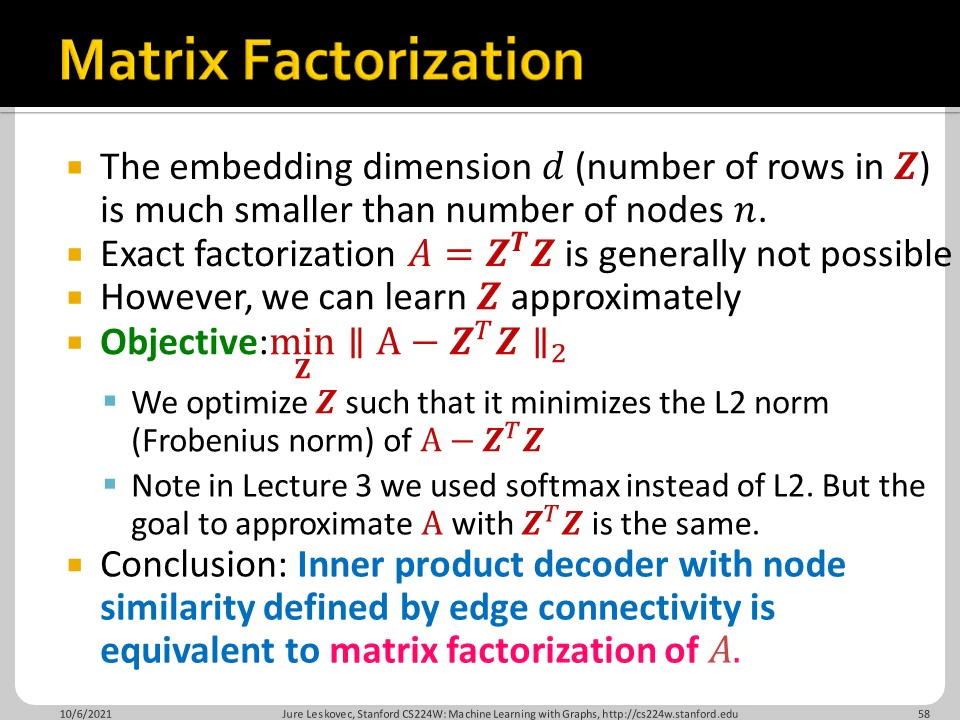 Matrix Factorization
▪ The embedding dimension 𝑑 (number of rows in 𝒁)
is much smaller than number of nodes 𝑛.
▪ Exact factorization 𝐴 = 𝒁ᵀ𝒁 is generally not possible
▪ However, we can learn 𝒁 approximately
▪ Objective:min ∥ A − 𝒁ᵀ𝒁 ∥₂
Z
▪ We optimize 𝒁 such that it minimizes the L2 norm
(Frobenius norm) of A − 𝒁ᵀ𝒁
▪ Note in Lecture 3 we used softmax instead of L2. But the
goal to approximate A with 𝒁ᵀ𝒁 is the same.
▪ Conclusion: Inner product decoder with node
similarity defined by edge connectivity is
equivalent to matrix factorization of 𝐴.
10/6/2021 Jure Leskovec, Stanford CS224W: Machine Learning with Graphs, http://cs224w.stanford.edu 58